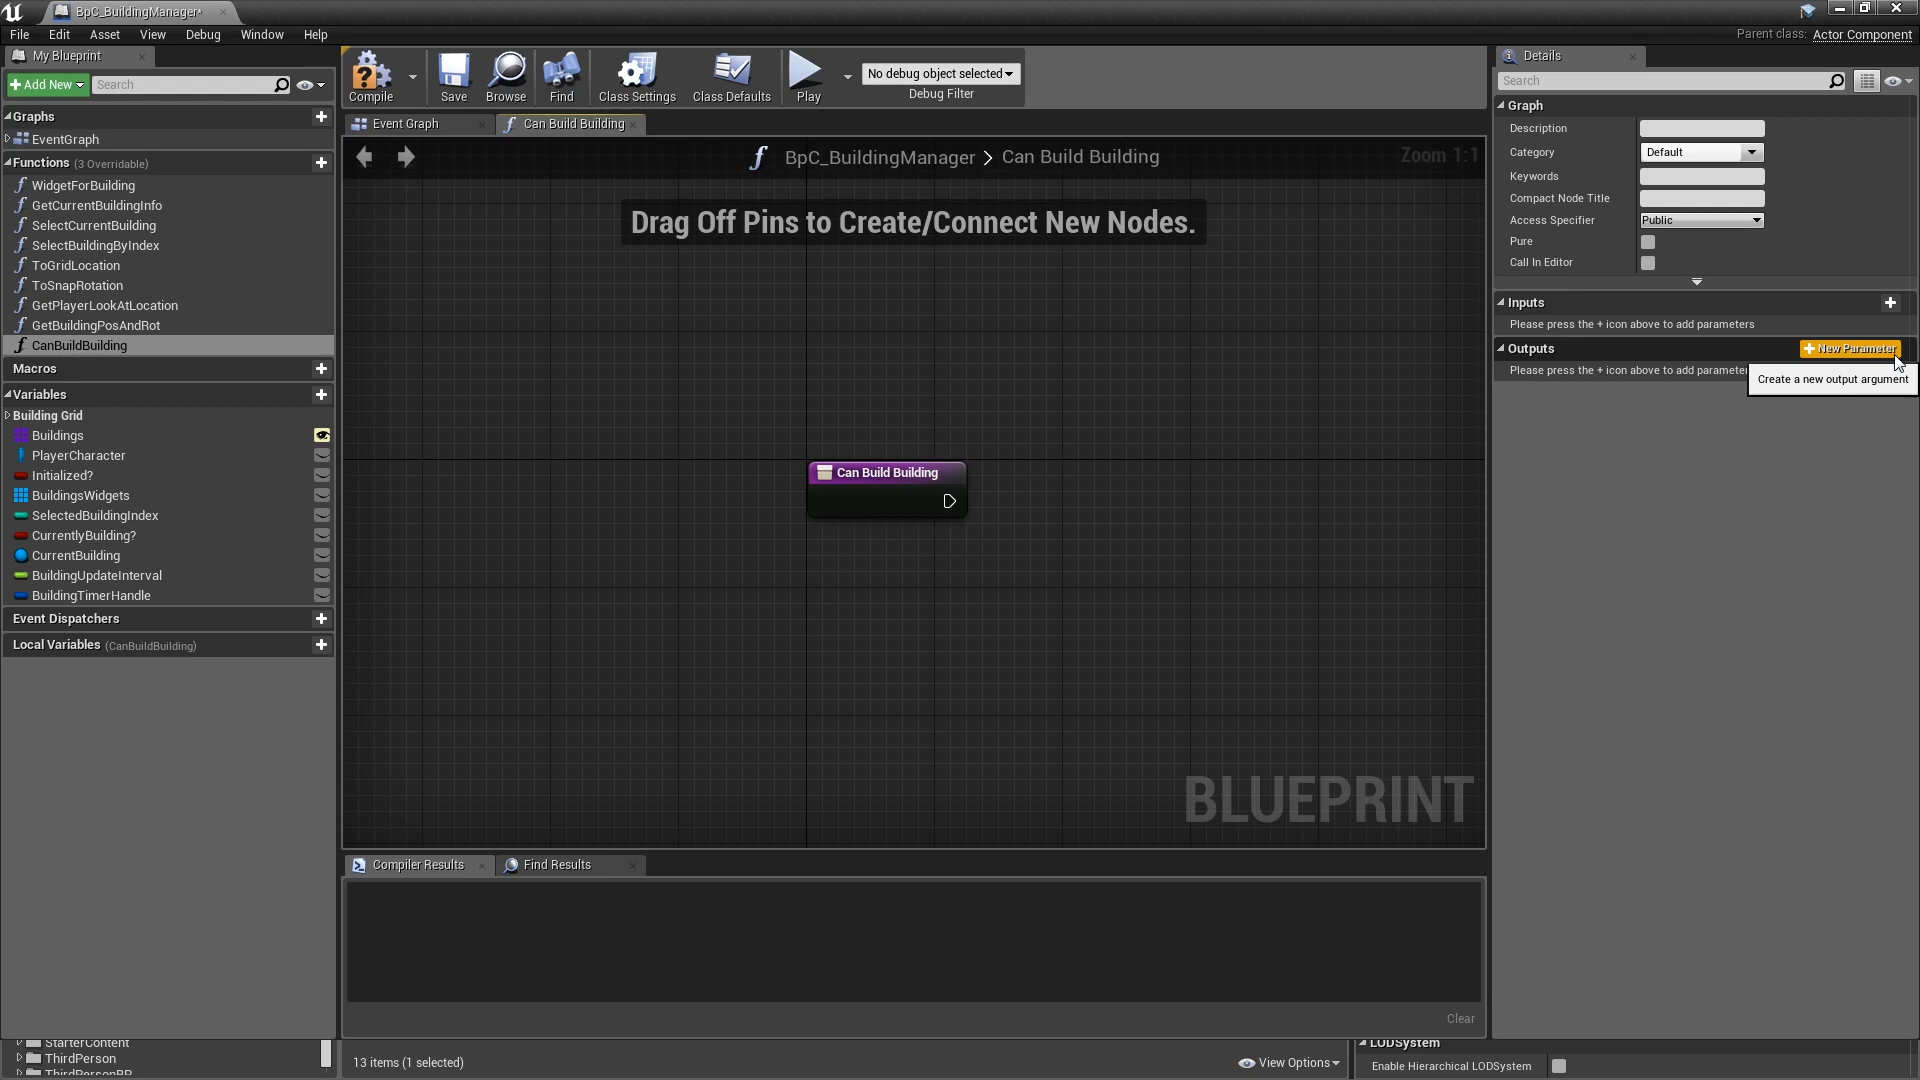 BpC_BuildingManager*
File Edit Asset View Debug Window Help
Parent class: Actor Component
My Blueprint
Add New
Search
Graphs
EventGraph
Functions (3 Overridable)
WidgetForBuilding
GetCurrentBuildingInfo
SelectCurrentBuilding
SelectBuildingByIndex
ToGridLocation
ToSnapRotation
GetPlayerLookAtLocation
GetBuildingPosAndRot
CanBuildBuilding
Macros
Variables
Building Grid
Buildings
PlayerCharacter
Initialized?
BuildingsWidgets
SelectedBuildingIndex
CurrentlyBuilding?
CurrentBuilding
BuildingUpdateInterval
BuildingTimerHandle
Event Dispatchers
Local Variables (CanBuildBuilding)
StarterContent
ThirdPerson
ThirdPersonBP
Compile Save Browse Find Class Settings Class Defaults Play
No debug object selected
Debug Filter
Event Graph
Can Build Building
BpC_BuildingManager > Can Build Building
Zoom 1:1
Drag Off Pins to Create/Connect New Nodes.
Can Build Building
BLUEPRINT
Compiler Results
Find Results
Clear
13 items (1 selected)
View Options
Details
Search
Graph
Description
Category Default
Keywords
Compact Node Title
Access Specifier Public
Pure
Call In Editor
Inputs
Please press the + icon above to add parameters
Outputs
New Parameter
Please press the + icon above to add parameter
Create a new output argument
LODSystem
Enable Hierarchical LODSystem